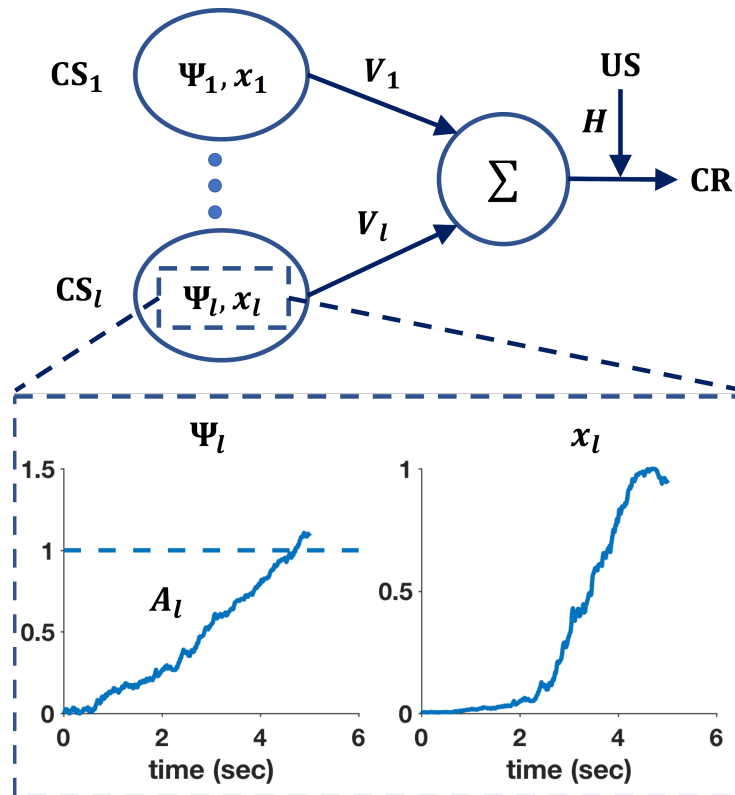 CS₁
Ψ₁, x₁
V₁
US
H
Σ
CR
V_l
CS_l
Ψ_l, x_l
Ψ_l
x_l
1.5
1
0.5
0
A_l
0 2 4 6
time (sec)
1
0.5
0
0 2 4 6
time (sec)